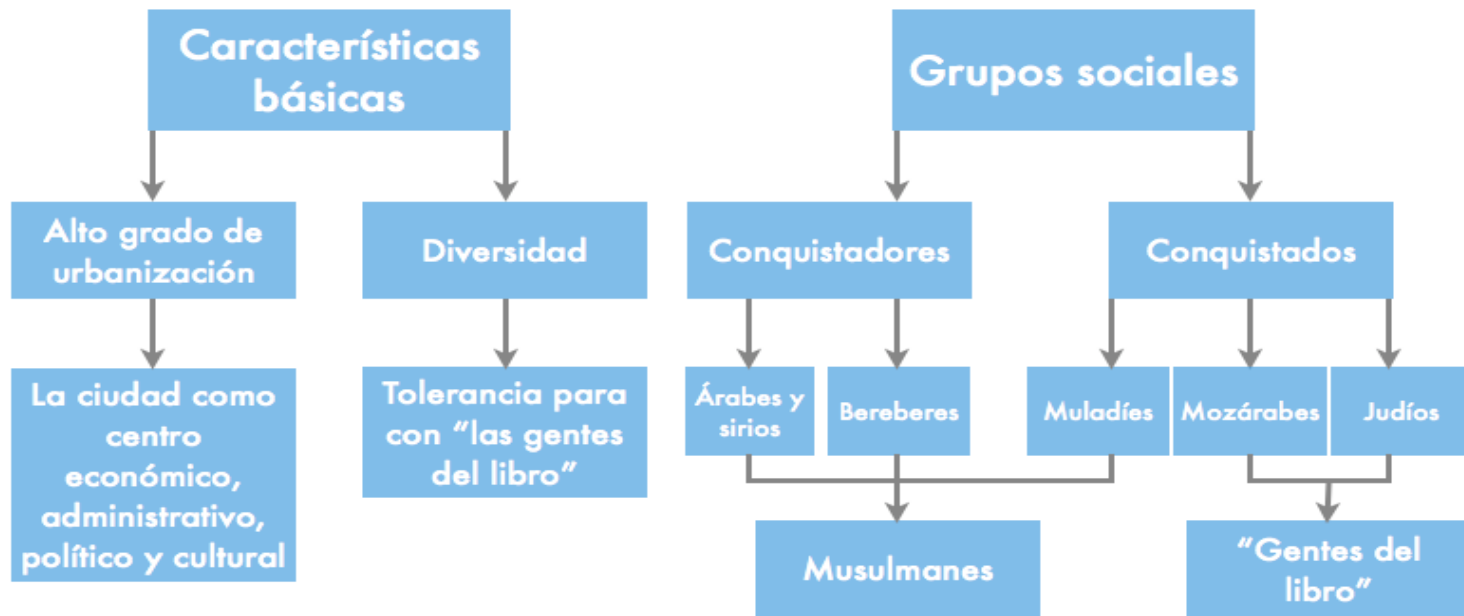 Características
básicas
Alto grado de
urbanización
La ciudad como
centro
económico,
administrativo,
político y cultural
Diversidad
Tolerancia para
con “las gentes
del libro”
Grupos sociales
Conquistadores
Árabes y
sirios
Bereberes
Conquistados
Muladíes
Mozárabes
Judíos
Musulmanes
“Gentes del
libro”